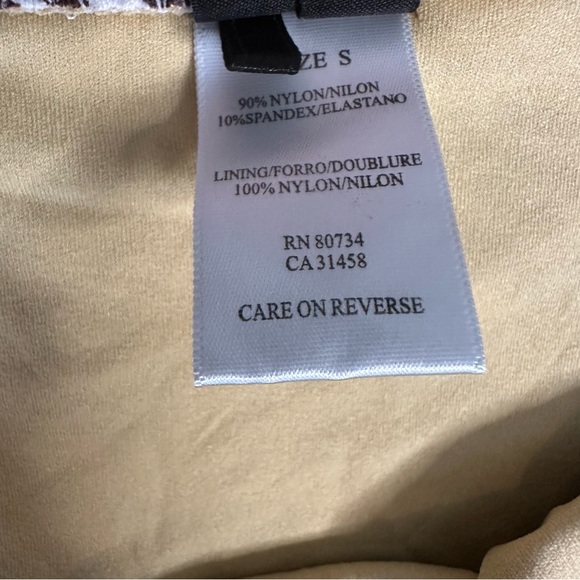 ZE S
90% NYLON/NILON
10%SPANDEX/ELASTANO
LINING/FORRO/DOUBLURE
100% NYLON/NILON
RN 80734
CA 31458
CARE ON REVERSE